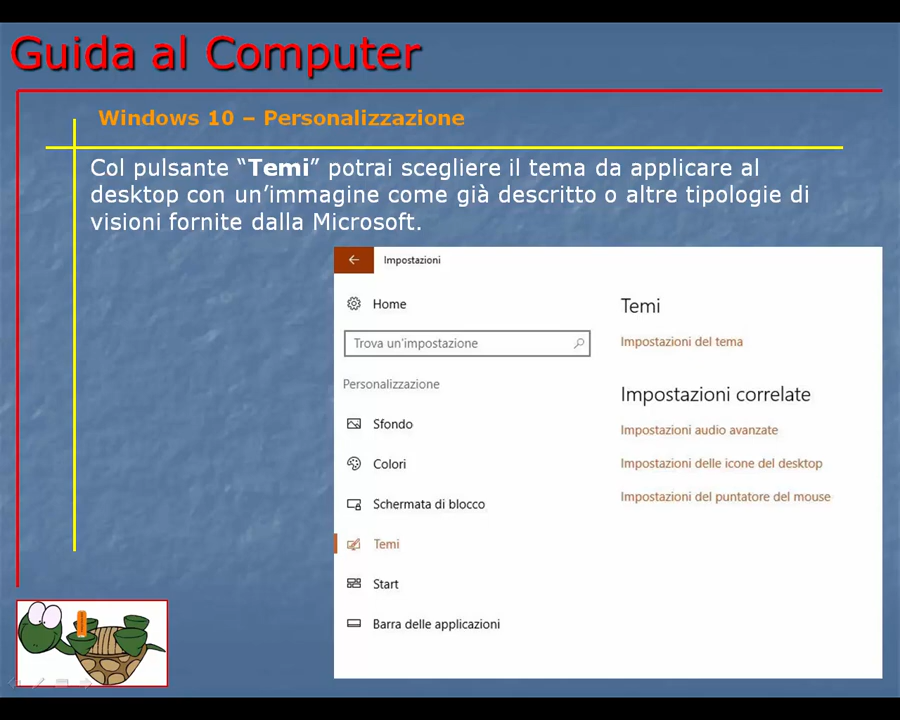 Guida al Computer
Windows 10 – Personalizzazione
Col pulsante “Temi” potrai scegliere il tema da applicare al
desktop con un’immagine come già descritto o altre tipologie di
visioni fornite dalla Microsoft.
Impostazioni
Home
Trova un'impostazione
Personalizzazione
Sfondo
Colori
Schermata di blocco
Temi
Start
Barra delle applicazioni
Temi
Impostazioni del tema
Impostazioni correlate
Impostazioni audio avanzate
Impostazioni delle icone del desktop
Impostazioni del puntatore del mouse